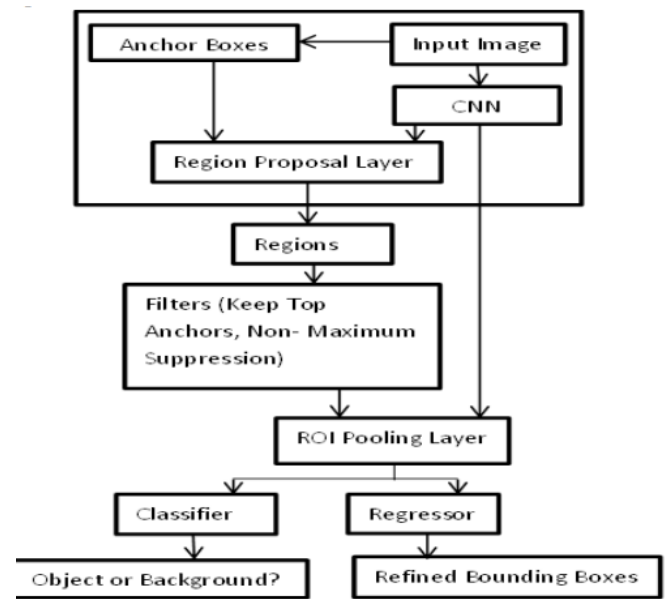 Anchor Boxes
Input Image
CNN
Region Proposal Layer
Regions
Filters (Keep Top
Anchors, Non- Maximum
Suppression)
ROI Pooling Layer
Classifier
Regressor
Object or Background?
Refined Bounding Boxes